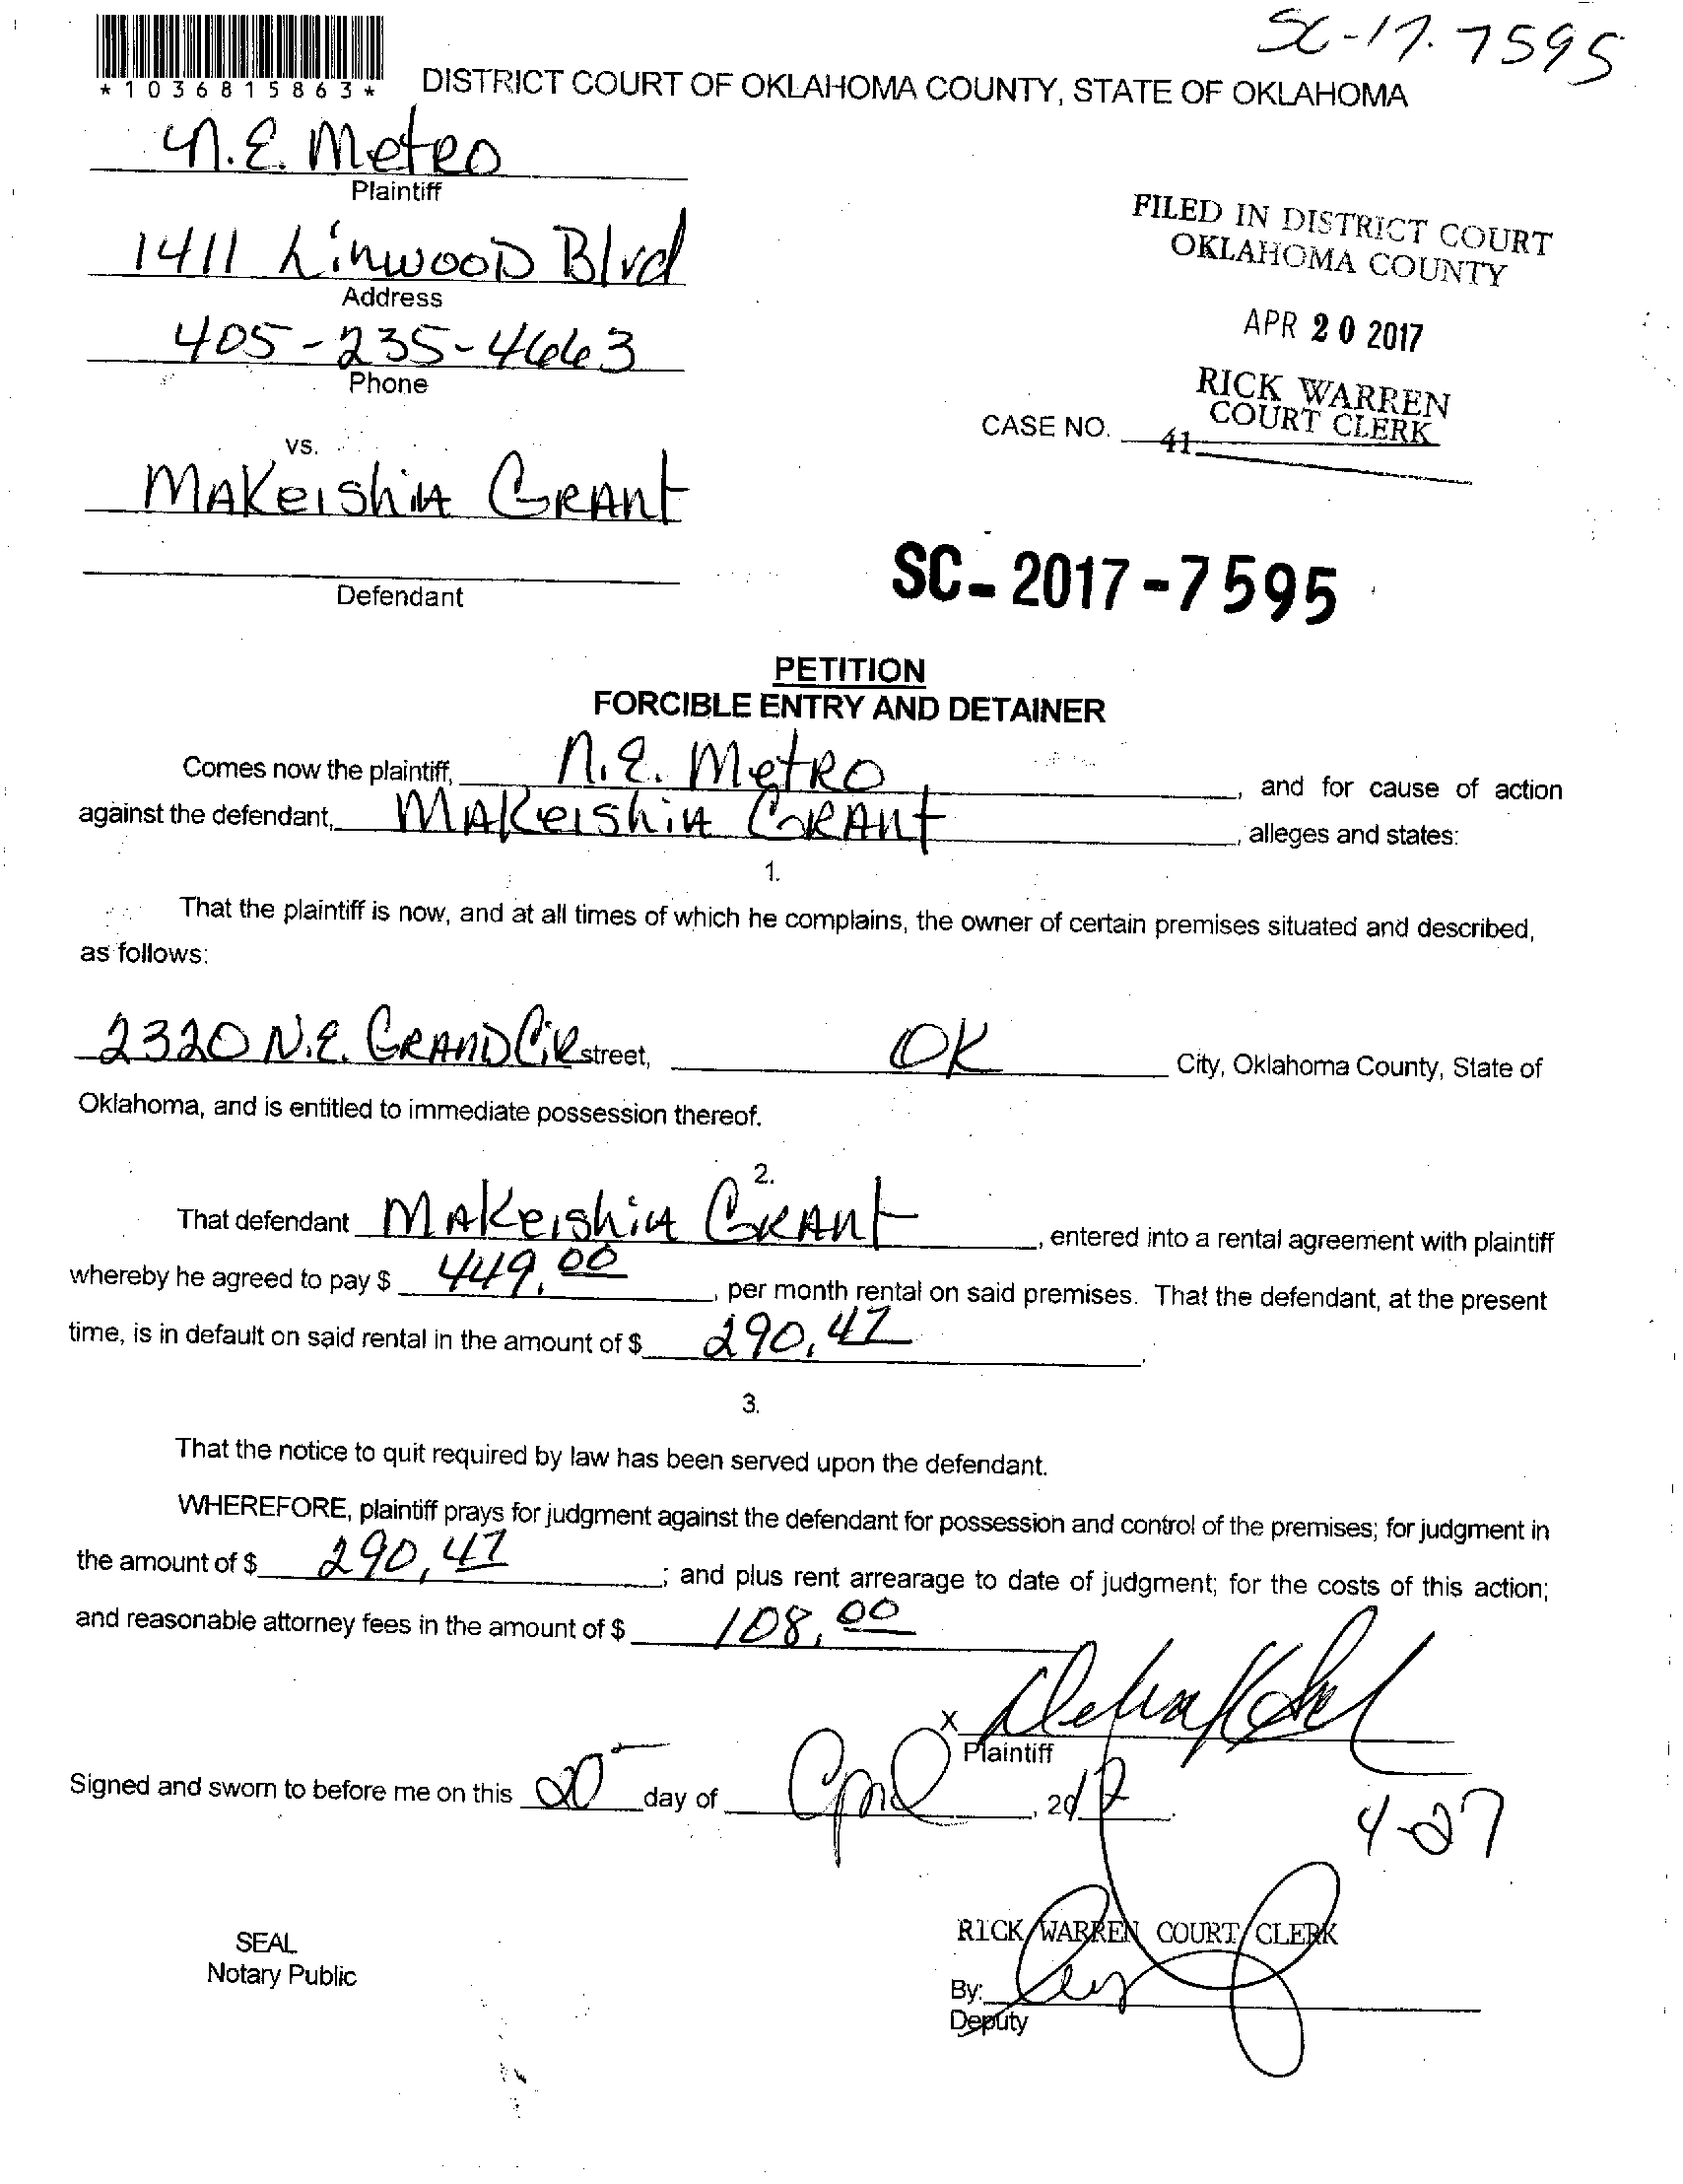 SC-17-7595
*1036815863*
DISTRICT COURT OF OKLAHOMA COUNTY, STATE OF OKLAHOMA
N.E. Metro
Plaintiff
1411 Linwood Blvd
Address
405-235-4663
Phone
FILED IN DISTRICT COURT
OKLAHOMA COUNTY
APR 20 2017
RICK WARREN
COURT CLERK
CASE NO. 41
vs.
MAKeishiA GRANt
Defendant
SC-2017-7595
PETITION
FORCIBLE ENTRY AND DETAINER
Comes now the plaintiff, N.E. MetRO, and for cause of action
against the defendant, MAKeishiA GRANt, alleges and states:
1.
That the plaintiff is now, and at all times of which he complains, the owner of certain premises situated and described,
as follows:
2320 N.E. GRAND CiR street, OK City, Oklahoma County, State of
Oklahoma, and is entitled to immediate possession thereof.
2.
That defendant MAKeishiA GRANt, entered into a rental agreement with plaintiff
whereby he agreed to pay $ 449.00, per month rental on said premises. That the defendant, at the present
time, is in default on said rental in the amount of $ 290.47.
3.
That the notice to quit required by law has been served upon the defendant.
WHEREFORE, plaintiff prays for judgment against the defendant for possession and control of the premises; for judgment in
the amount of $ 290.47; and plus rent arrearage to date of judgment; for the costs of this action;
and reasonable attorney fees in the amount of $ 108.00
X
Plaintiff
Signed and sworn to before me on this 20 day of April, 2017.
4-27
RICK WARREN COURT CLERK
SEAL
Notary Public
By:
Deputy